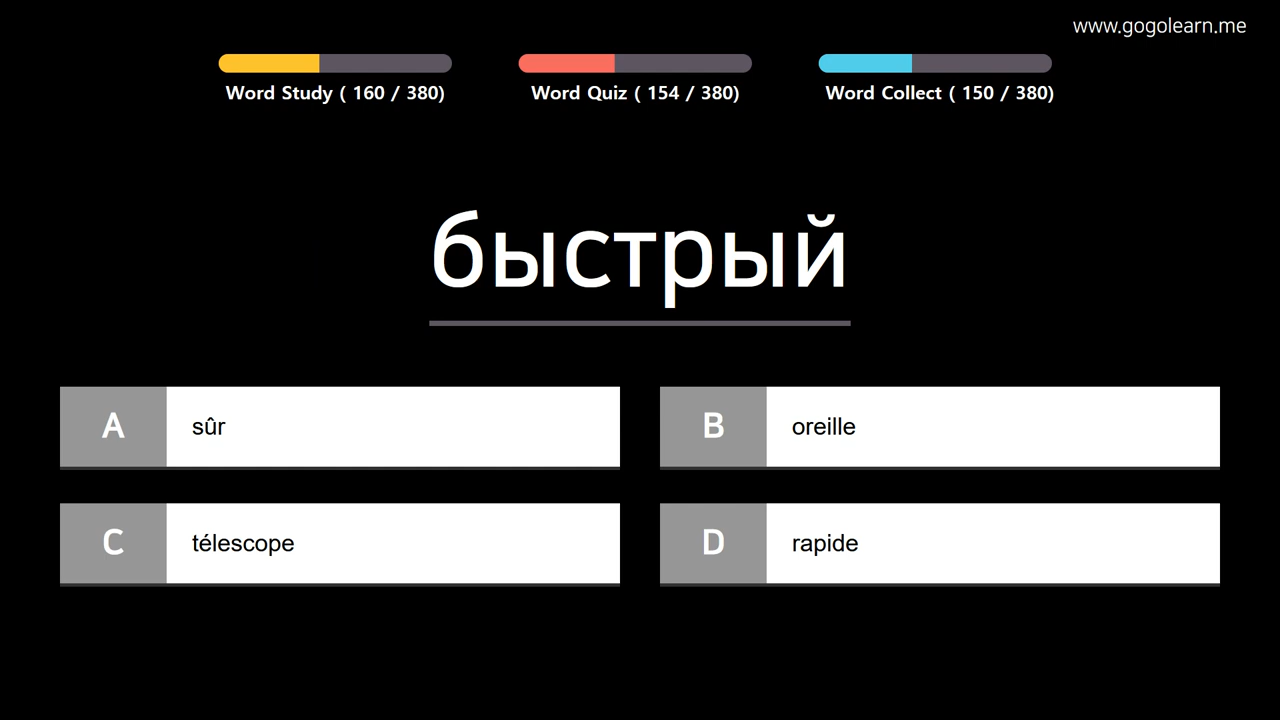 www.gogolearn.me
Word Study ( 160 / 380)
Word Quiz ( 154 / 380)
Word Collect ( 150 / 380)
быстрый
A sûr
B oreille
C télescope
D rapide